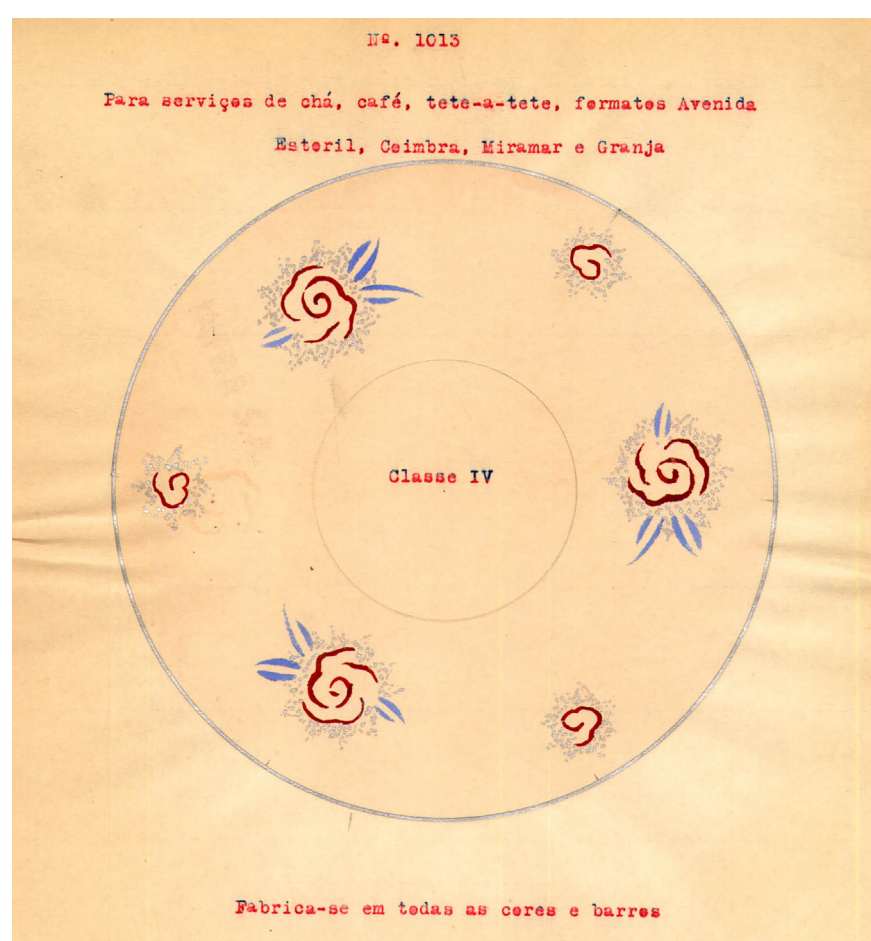 Nº. 1013
Para serviços de chá, café, tete-a-tete, formatos Avenida
Estoril, Coimbra, Miramar e Granja
Classe IV
Fabrica-se em todas as cores e barros